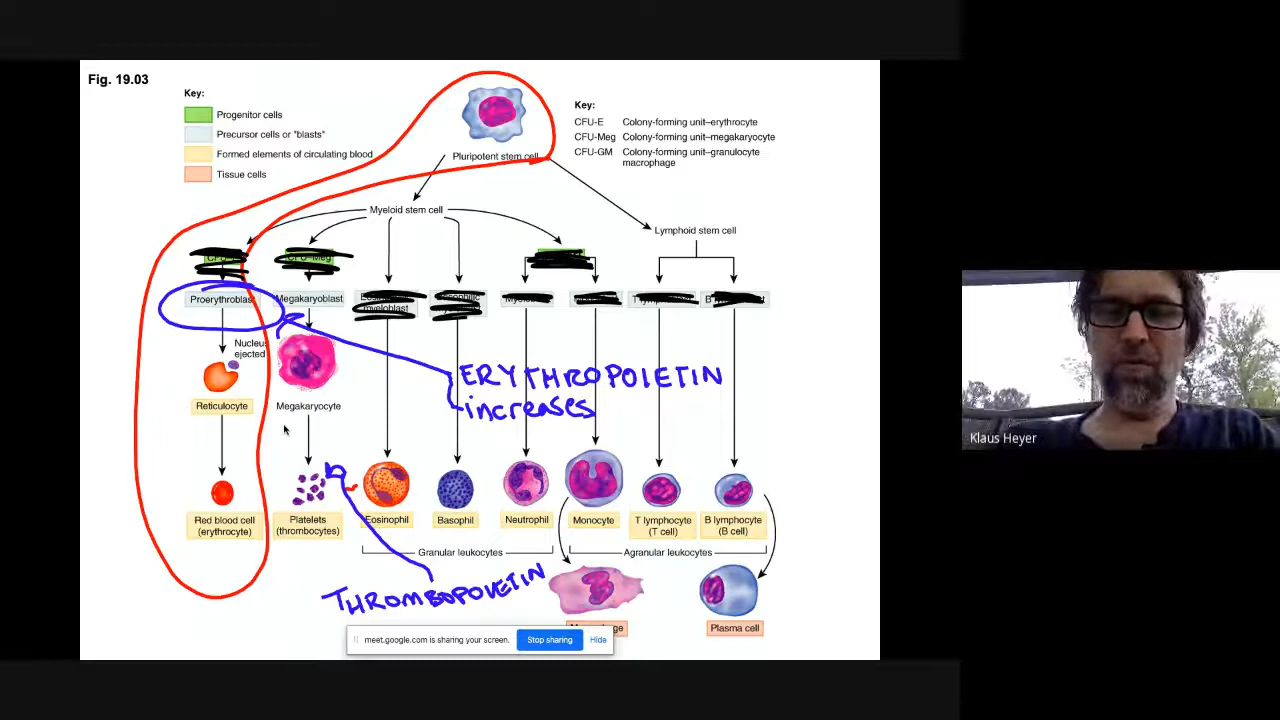 Fig. 19.03
Key:
Progenitor cells
Precursor cells or "blasts"
Formed elements of circulating blood
Tissue cells
Pluripotent stem cell
Key:
CFU-E Colony-forming unit–erythrocyte
CFU-Meg Colony-forming unit–megakaryocyte
CFU-GM Colony-forming unit–granulocyte
macrophage
Myeloid stem cell
Lymphoid stem cell
CFU–Meg
Proerythroblast
Megakaryoblast
myeloblast
Nucleus
ejected
ERYTHROPOIETIN
increases
Reticulocyte
Megakaryocyte
Klaus Heyer
Red blood cell
(erythrocyte)
Platelets
(thrombocytes)
Eosinophil
Basophil
Neutrophil
Monocyte
T lymphocyte
(T cell)
B lymphocyte
(B cell)
Granular leukocytes
Agranular leukocytes
THROMBOPOIETIN
Plasma cell
meet.google.com is sharing your screen.
Stop sharing
Hide